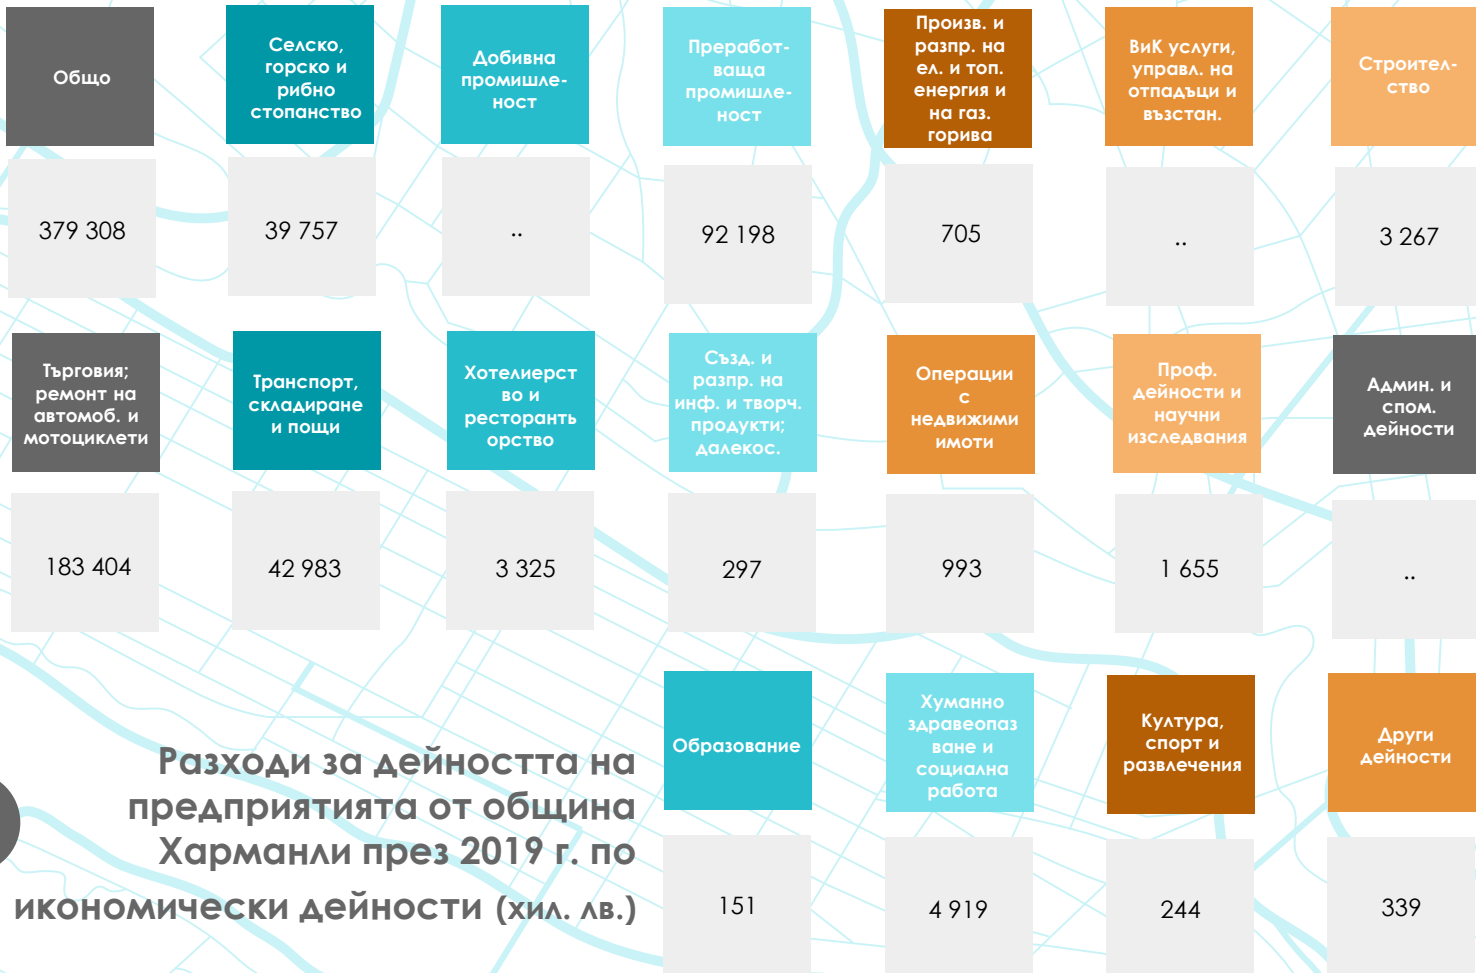 Общо
Селско,
горско и
рибно
стопанство
Добивна
промишле-
ност
Преработ-
ваща
промишле-
ност
Произв. и
разпр. на
ел. и топ.
енергия и
на газ.
горива
ВиК услуги,
управл. на
отпадъци и
възстан.
Строител-
ство
379 308
39 757
..
92 198
705
..
3 267
Търговия;
ремонт на
автомоб. и
мотоциклети
Транспорт,
складиране
и пощи
Хотелиерст
во и
ресторантьь
орство
Създ. и
разпр. на
инф. и творч.
продукти;
далекос.
Операции
с
недвижими
имоти
Проф.
дейности и
научни
изследвания
Админ. и
спом.
дейности
183 404
42 983
3 325
297
993
1 655
..
Образование
Хуманно
здравеопаз
ване и
социална
работа
Култура,
спорт и
развлечения
Други
дейности
151
4 919
244
339
Разходи за дейността на
предприятията от община
Харманли през 2019 г. по
икономически дейности (хил. лв.)